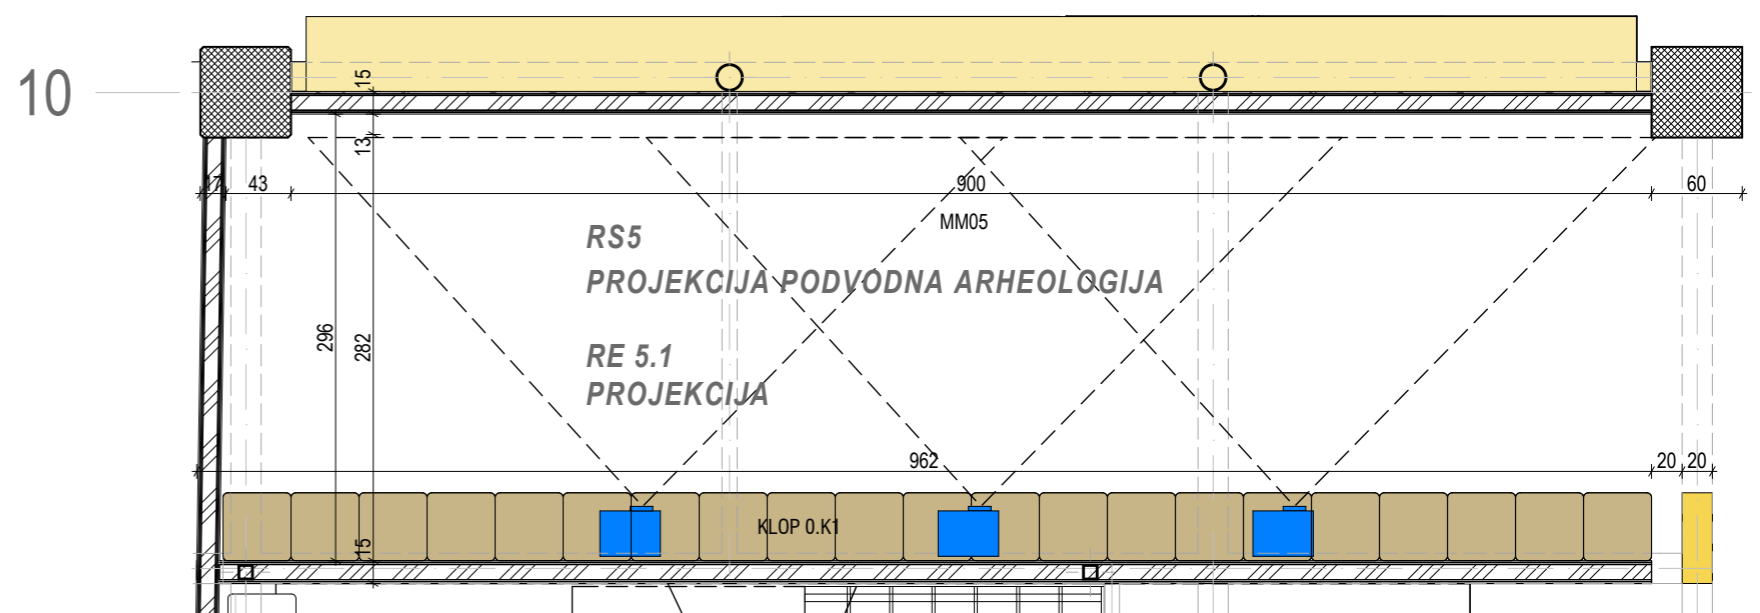 10
15
13
17
43
900
60
MM05
RS5
PROJEKCIJA PODVODNA ARHEOLOGIJA
296
282
RE 5.1
PROJEKCIJA
962
20
20
KLOP 0.K1
15